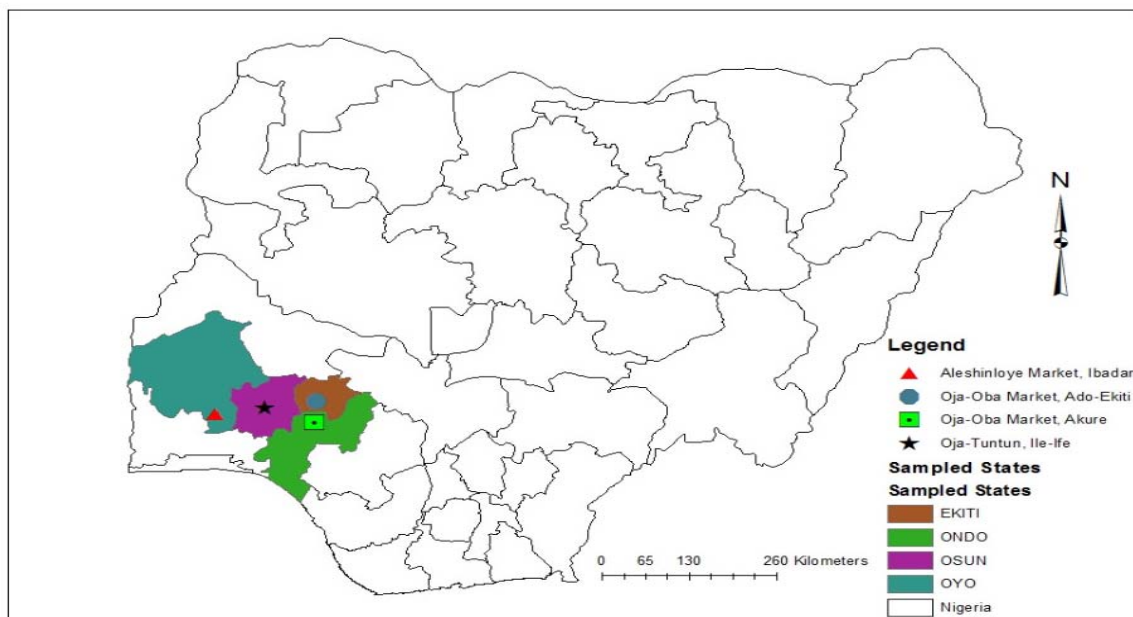 N
Legend
Aleshinloye Market, Ibadan
Oja-Oba Market, Ado-Ekiti
Oja-Oba Market, Akure
Oja-Tuntun, Ile-Ife
Sampled States
Sampled States
EKITI
ONDO
OSUN
OYO
Nigeria
0 65 130 260 Kilometers